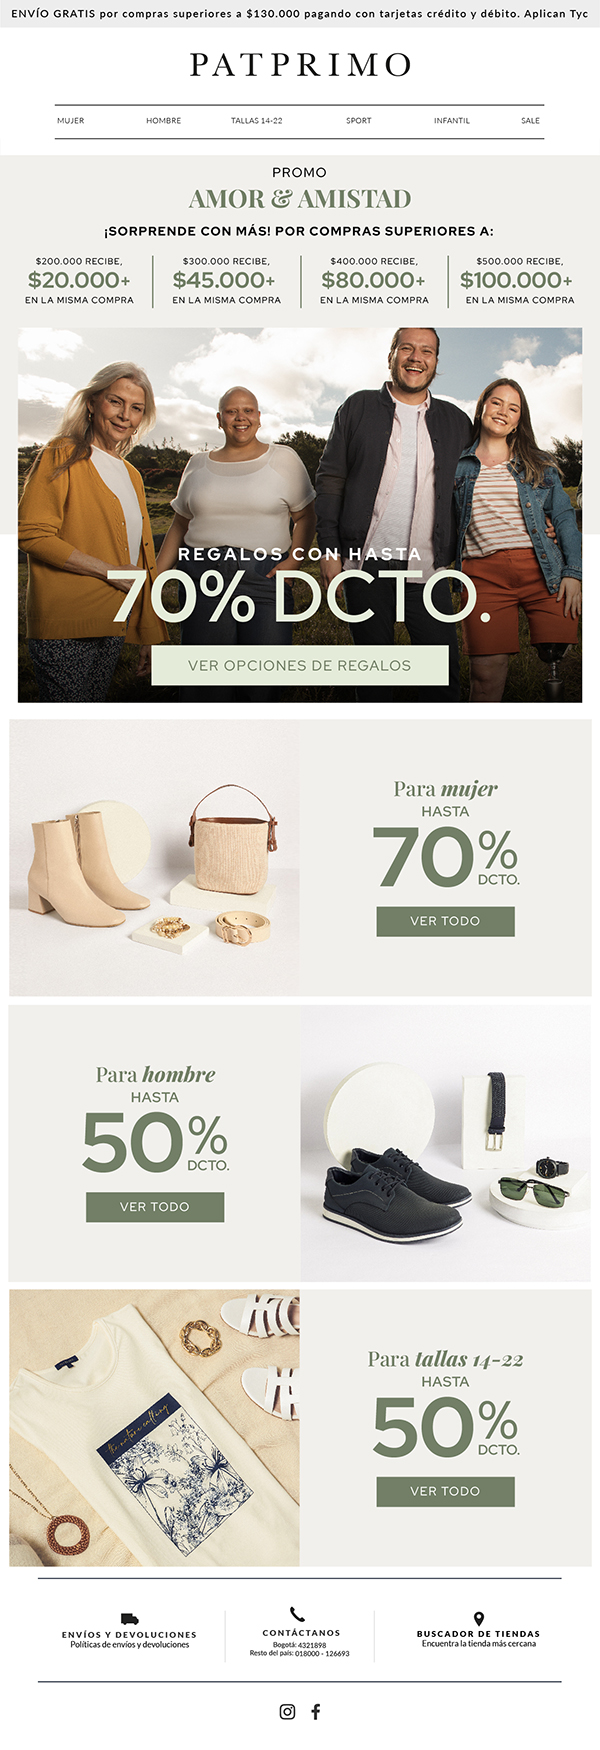 ENVÍO GRATIS por compras superiores a $130.000 pagando con tarjetas crédito y débito. Aplican Tyc
PATPRIMO
MUJER HOMBRE TALLAS 14-22 SPORT INFANTIL SALE
PROMO
AMOR & AMISTAD
¡SORPRENDE CON MÁS! POR COMPRAS SUPERIORES A:
$200.000 RECIBE,
$20.000+
EN LA MISMA COMPRA
$300.000 RECIBE,
$45.000+
EN LA MISMA COMPRA
$400.000 RECIBE,
$80.000+
EN LA MISMA COMPRA
$500.000 RECIBE,
$100.000+
EN LA MISMA COMPRA
REGALOS CON HASTA
70% DCTO.
VER OPCIONES DE REGALOS
Para mujer
HASTA
70%
DCTO.
VER TODO
Para hombre
HASTA
50%
DCTO.
VER TODO
the nature calling
Para tallas 14-22
HASTA
50%
DCTO.
VER TODO
ENVÍOS Y DEVOLUCIONES
Políticas de envíos y devoluciones
CONTÁCTANOS
Bogotá: 4321898
Resto del país: 018000 - 126693
BUSCADOR DE TIENDAS
Encuentra la tienda más cercana